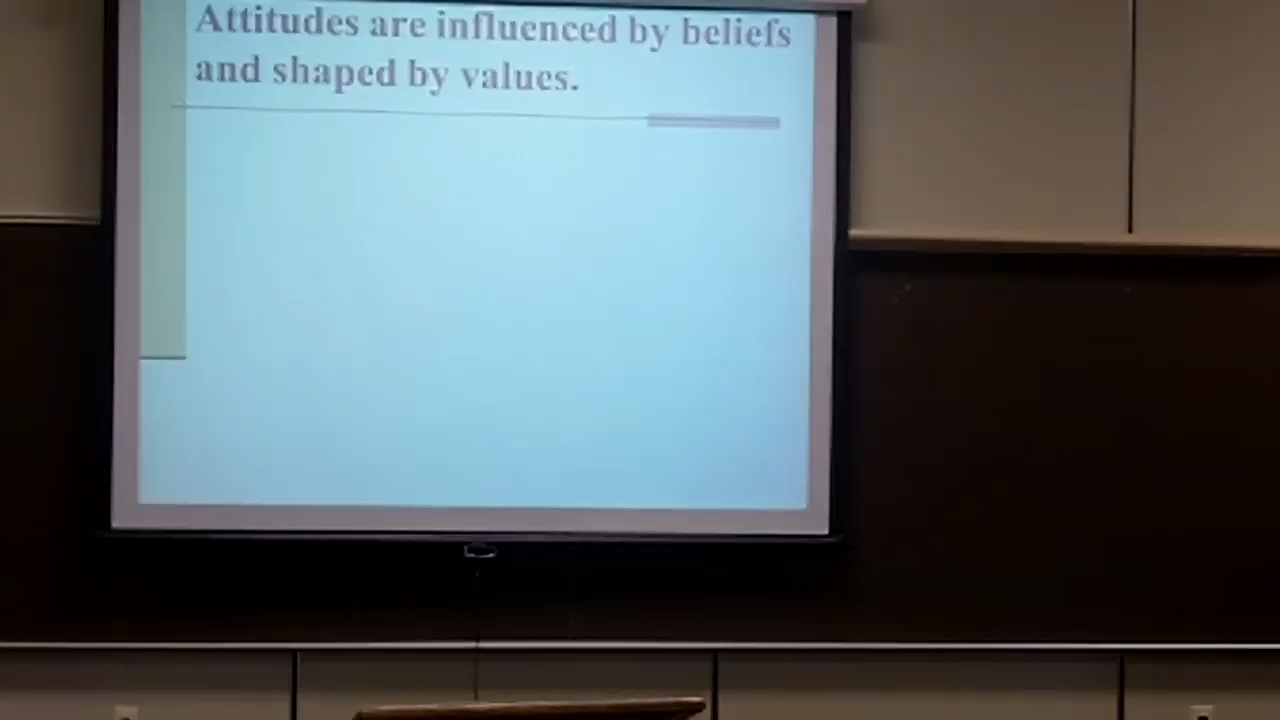 Attitudes are influenced by beliefs
and shaped by values.